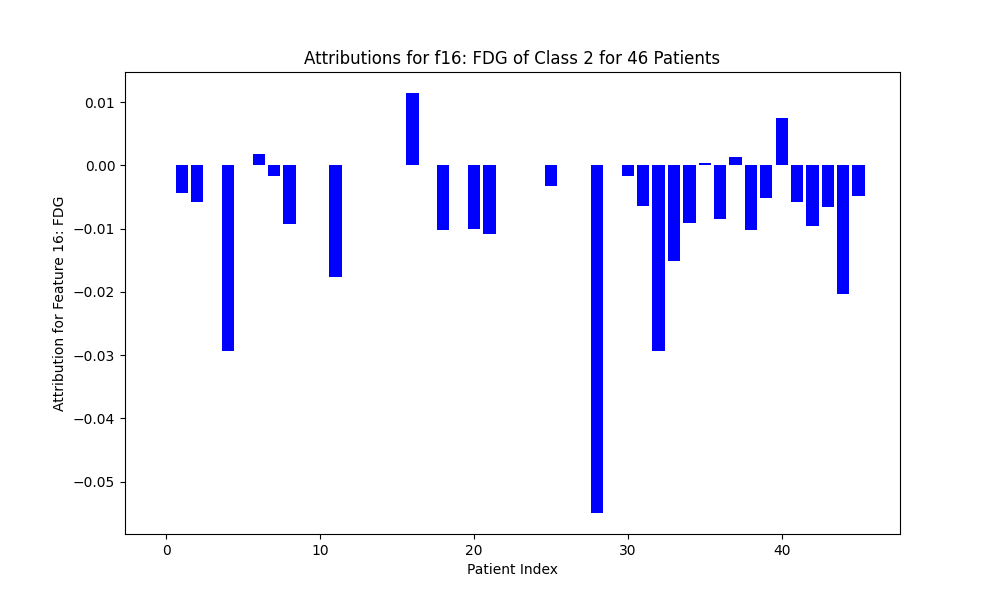 Attributions for f16: FDG of Class 2 for 46 Patients
Attribution for Feature 16: FDG
0.01
0.00
−0.01
−0.02
−0.03
−0.04
−0.05
0 10 20 30 40
Patient Index